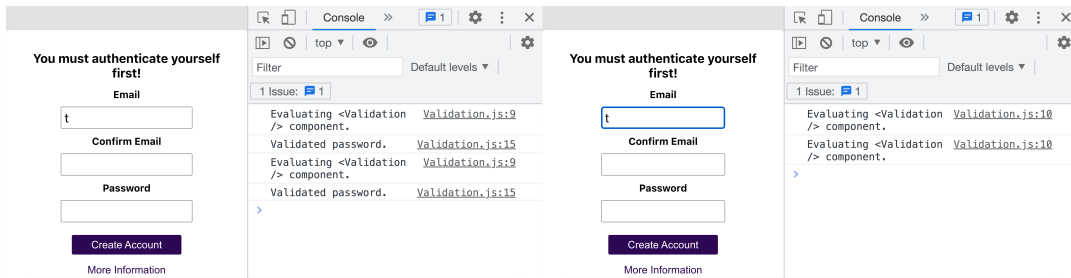 You must authenticate yourself
first!
Email
t
Confirm Email
Password
Create Account
More Information
Console
1
top
Filter
Default levels
1 Issue: 1
Evaluating <Validation Validation.js:9
/> component.
Validated password. Validation.js:15
Evaluating <Validation Validation.js:9
/> component.
Validated password. Validation.js:15
You must authenticate yourself
first!
Email
t
Confirm Email
Password
Create Account
More Information
Console
1
top
Filter
Default levels
1 Issue: 1
Evaluating <Validation Validation.js:10
/> component.
Evaluating <Validation Validation.js:10
/> component.